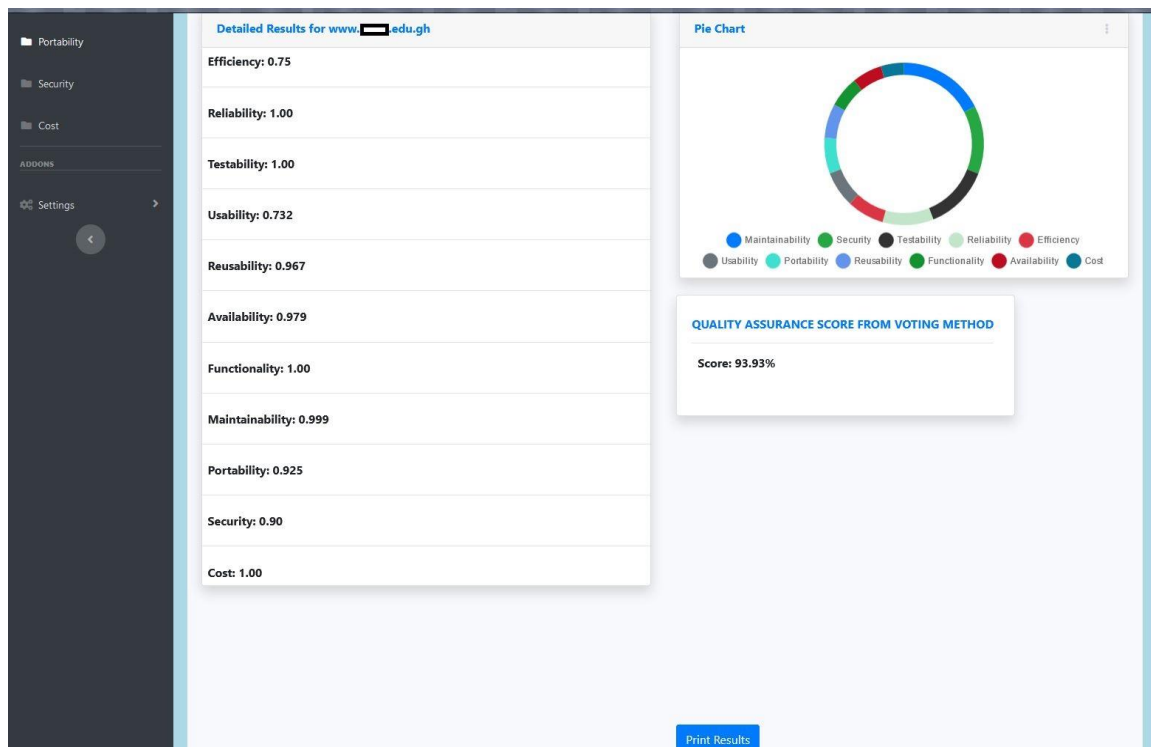 Portability
Security
Cost
ADDONS
Settings
Detailed Results for www. .edu.gh
Efficiency: 0.75
Reliability: 1.00
Testability: 1.00
Usability: 0.732
Reusability: 0.967
Availability: 0.979
Functionality: 1.00
Maintainability: 0.999
Portability: 0.925
Security: 0.90
Cost: 1.00
Pie Chart
Maintainability Security Testability Reliability Efficiency
Usability Portability Reusability Functionality Availability Cost
QUALITY ASSURANCE SCORE FROM VOTING METHOD
Score: 93.93%
Print Results